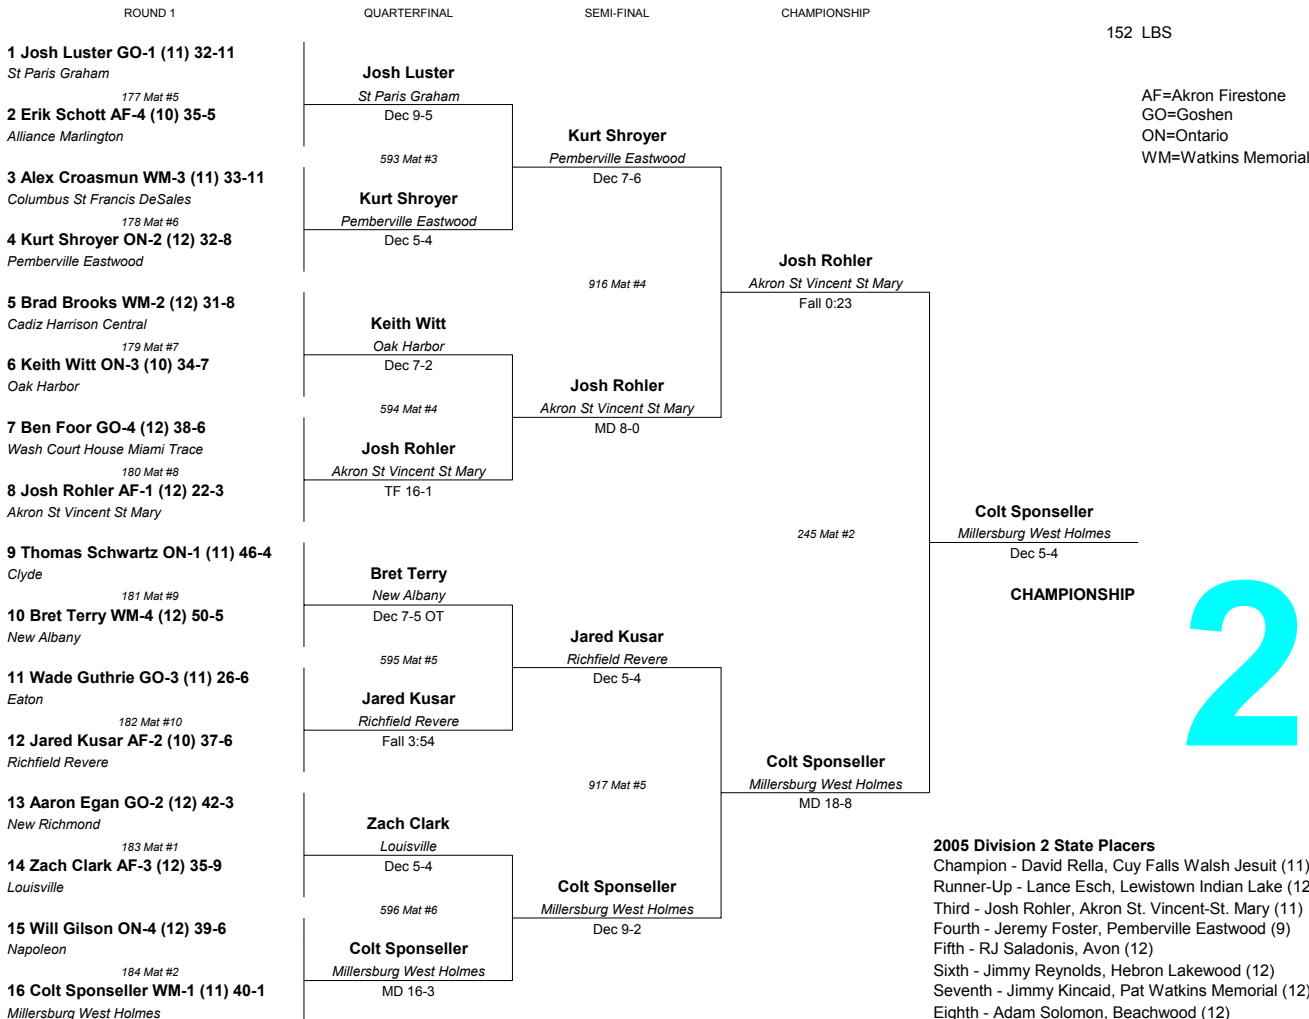 ROUND 1
QUARTERFINAL
SEMI-FINAL
CHAMPIONSHIP
152 LBS
AF=Akron Firestone
GO=Goshen
ON=Ontario
WM=Watkins Memorial
1 Josh Luster GO-1 (11) 32-11
St Paris Graham
177 Mat #5
2 Erik Schott AF-4 (10) 35-5
Alliance Marlington
3 Alex Croasmun WM-3 (11) 33-11
Columbus St Francis DeSales
178 Mat #6
4 Kurt Shroyer ON-2 (12) 32-8
Pemberville Eastwood
5 Brad Brooks WM-2 (12) 31-8
Cadiz Harrison Central
179 Mat #7
6 Keith Witt ON-3 (10) 34-7
Oak Harbor
7 Ben Foor GO-4 (12) 38-6
Wash Court House Miami Trace
180 Mat #8
8 Josh Rohler AF-1 (12) 22-3
Akron St Vincent St Mary
9 Thomas Schwartz ON-1 (11) 46-4
Clyde
181 Mat #9
10 Bret Terry WM-4 (12) 50-5
New Albany
11 Wade Guthrie GO-3 (11) 26-6
Eaton
182 Mat #10
12 Jared Kusar AF-2 (10) 37-6
Richfield Revere
13 Aaron Egan GO-2 (12) 42-3
New Richmond
183 Mat #1
14 Zach Clark AF-3 (12) 35-9
Louisville
15 Will Gilson ON-4 (12) 39-6
Napoleon
184 Mat #2
16 Colt Sponseller WM-1 (11) 40-1
Millersburg West Holmes
Josh Luster
St Paris Graham
Dec 9-5
593 Mat #3
Kurt Shroyer
Pemberville Eastwood
Dec 5-4
Keith Witt
Oak Harbor
Dec 7-2
594 Mat #4
Josh Rohler
Akron St Vincent St Mary
TF 16-1
Bret Terry
New Albany
Dec 7-5 OT
595 Mat #5
Jared Kusar
Richfield Revere
Fall 3:54
Zach Clark
Louisville
Dec 5-4
596 Mat #6
Colt Sponseller
Millersburg West Holmes
MD 16-3
Kurt Shroyer
Pemberville Eastwood
Dec 7-6
916 Mat #4
Josh Rohler
Akron St Vincent St Mary
MD 8-0
Jared Kusar
Richfield Revere
Dec 5-4
917 Mat #5
Colt Sponseller
Millersburg West Holmes
Dec 9-2
Josh Rohler
Akron St Vincent St Mary
Fall 0:23
245 Mat #2
Colt Sponseller
Millersburg West Holmes
MD 18-8
Colt Sponseller
Millersburg West Holmes
Dec 5-4
CHAMPIONSHIP
2
2005 Division 2 State Placers
Champion - David Rella, Cuy Falls Walsh Jesuit (11)
Runner-Up - Lance Esch, Lewistown Indian Lake (12
Third - Josh Rohler, Akron St. Vincent-St. Mary (11)
Fourth - Jeremy Foster, Pemberville Eastwood (9)
Fifth - RJ Saladonis, Avon (12)
Sixth - Jimmy Reynolds, Hebron Lakewood (12)
Seventh - Jimmy Kincaid, Pat Watkins Memorial (12)
Eighth - Adam Solomon, Beachwood (12)